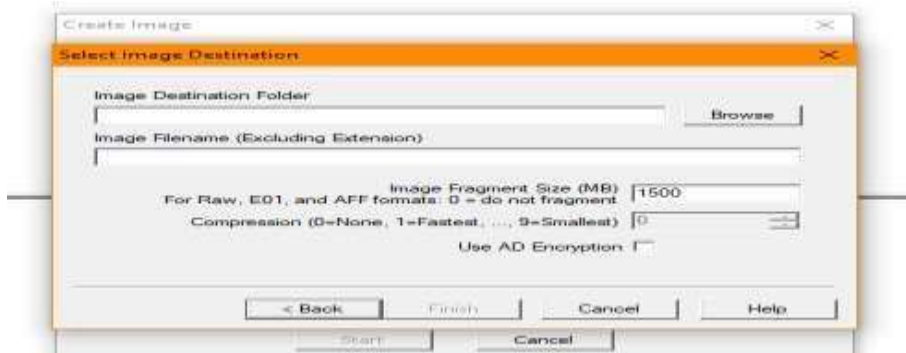 Create Image
Select Image Destination
Image Destination Folder
Browse
Image Filename (Excluding Extension)
Image Fragment Size (MB)
For Raw, E01, and AFF formats: 0 = do not fragment
1500
Compression (0=None, 1=Fastest, ..., 9=Smallest)
0
Use AD Encryption
< Back
Finish
Cancel
Help
Start
Cancel